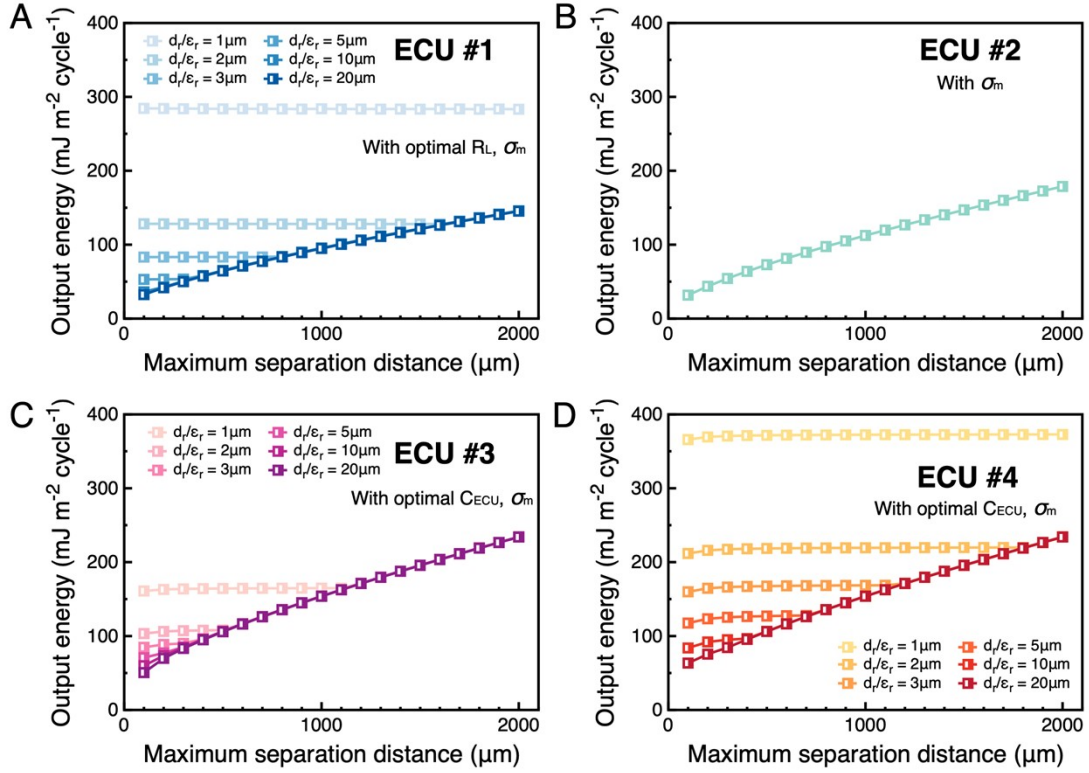 A
Output energy (mJ m⁻² cycle⁻¹)
400
300
200
100
0
dᵣ/εᵣ = 1μm
dᵣ/εᵣ = 2μm
dᵣ/εᵣ = 3μm
dᵣ/εᵣ = 5μm
dᵣ/εᵣ = 10μm
dᵣ/εᵣ = 20μm
ECU #1
With optimal R_L, σₘ
0
1000
2000
Maximum separation distance (μm)
B
Output energy (mJ m⁻² cycle⁻¹)
400
300
200
100
0
ECU #2
With σₘ
0
1000
2000
Maximum separation distance (μm)
C
Output energy (mJ m⁻² cycle⁻¹)
400
300
200
100
0
dᵣ/εᵣ = 1μm
dᵣ/εᵣ = 2μm
dᵣ/εᵣ = 3μm
dᵣ/εᵣ = 5μm
dᵣ/εᵣ = 10μm
dᵣ/εᵣ = 20μm
ECU #3
With optimal C_ECU, σₘ
0
1000
2000
Maximum separation distance (μm)
D
Output energy (mJ m⁻² cycle⁻¹)
400
300
200
100
0
ECU #4
With optimal C_ECU, σₘ
dᵣ/εᵣ = 1μm
dᵣ/εᵣ = 2μm
dᵣ/εᵣ = 3μm
dᵣ/εᵣ = 5μm
dᵣ/εᵣ = 10μm
dᵣ/εᵣ = 20μm
0
1000
2000
Maximum separation distance (μm)